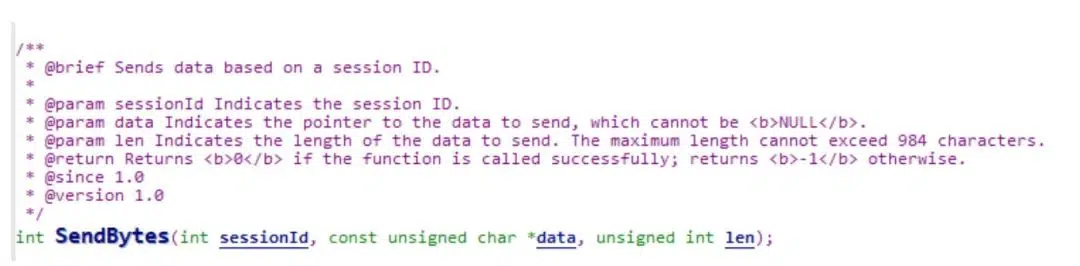 /**
 * @brief Sends data based on a session ID.
 *
 * @param sessionId Indicates the session ID.
 * @param data Indicates the pointer to the data to send, which cannot be <b>NULL</b>.
 * @param len Indicates the length of the data to send. The maximum length cannot exceed 984 characters.
 * @return Returns <b>0</b> if the function is called successfully; returns <b>-1</b> otherwise.
 * @since 1.0
 * @version 1.0
 */
int SendBytes(int sessionId, const unsigned char *data, unsigned int len);